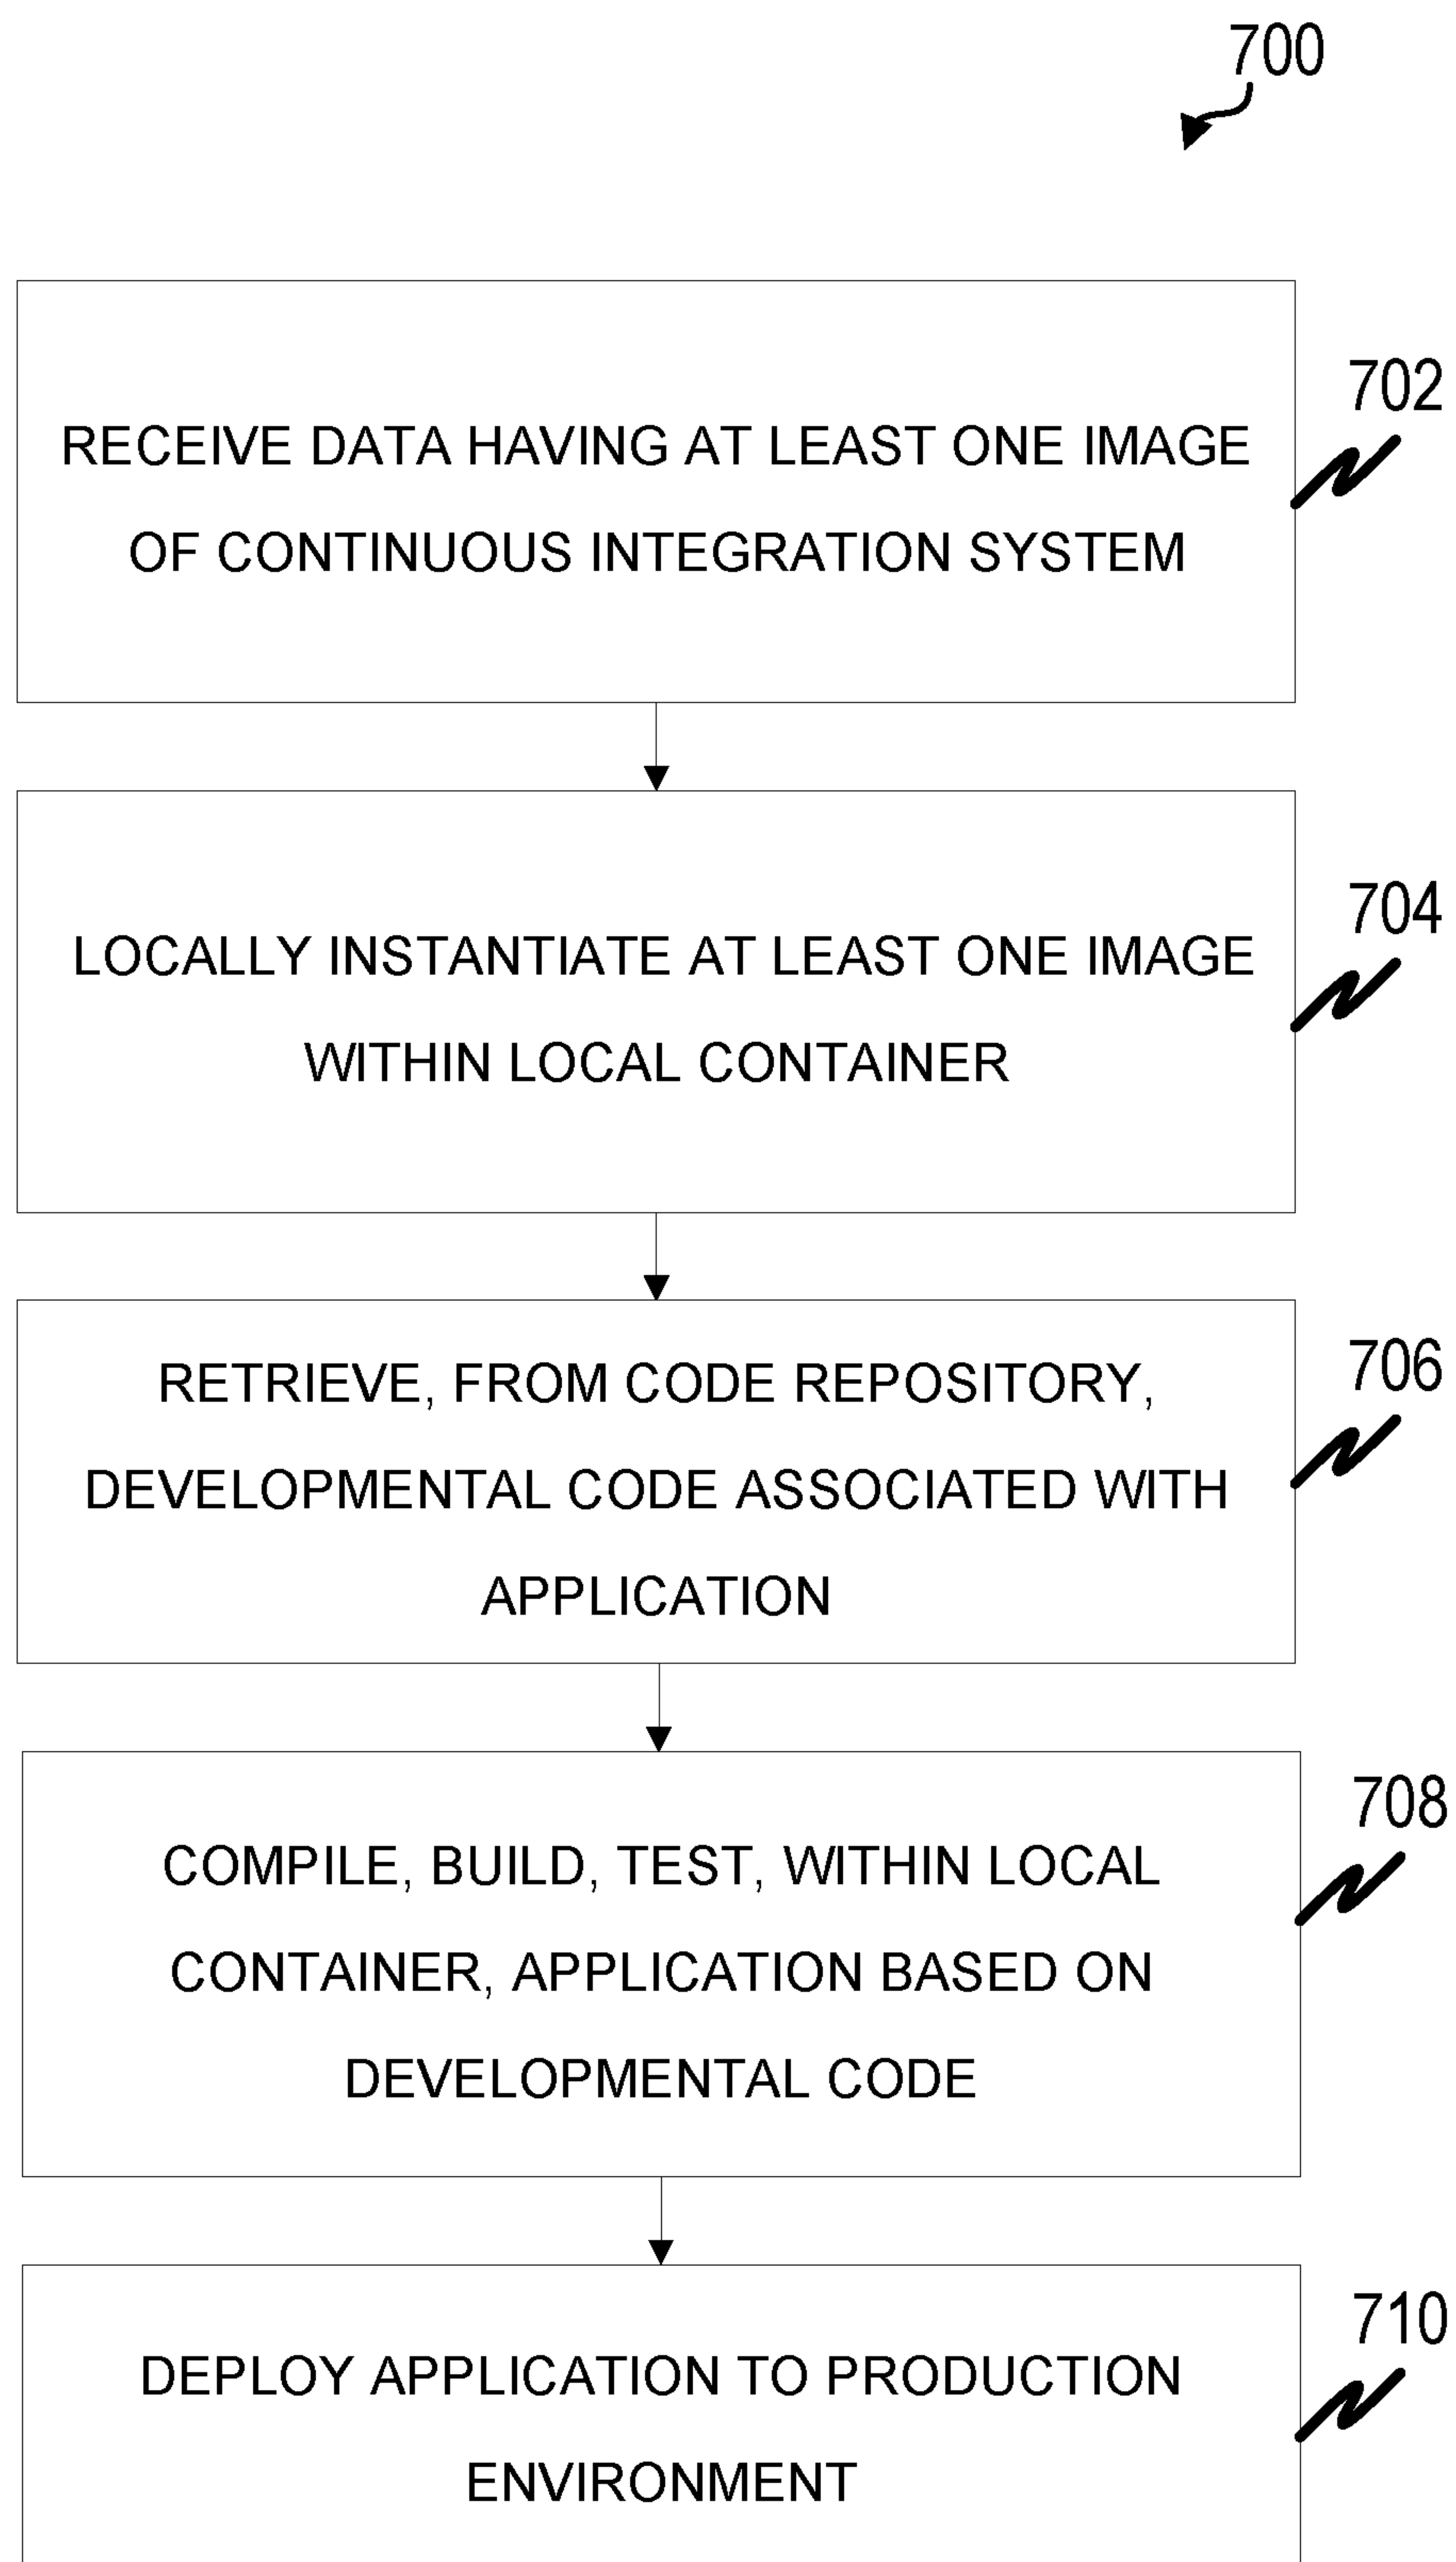 700
RECEIVE DATA HAVING AT LEAST ONE IMAGE
OF CONTINUOUS INTEGRATION SYSTEM
702
LOCALLY INSTANTIATE AT LEAST ONE IMAGE
WITHIN LOCAL CONTAINER
704
RETRIEVE, FROM CODE REPOSITORY,
DEVELOPMENTAL CODE ASSOCIATED WITH
APPLICATION
706
COMPILE, BUILD, TEST, WITHIN LOCAL
CONTAINER, APPLICATION BASED ON
DEVELOPMENTAL CODE
708
DEPLOY APPLICATION TO PRODUCTION
ENVIRONMENT
710